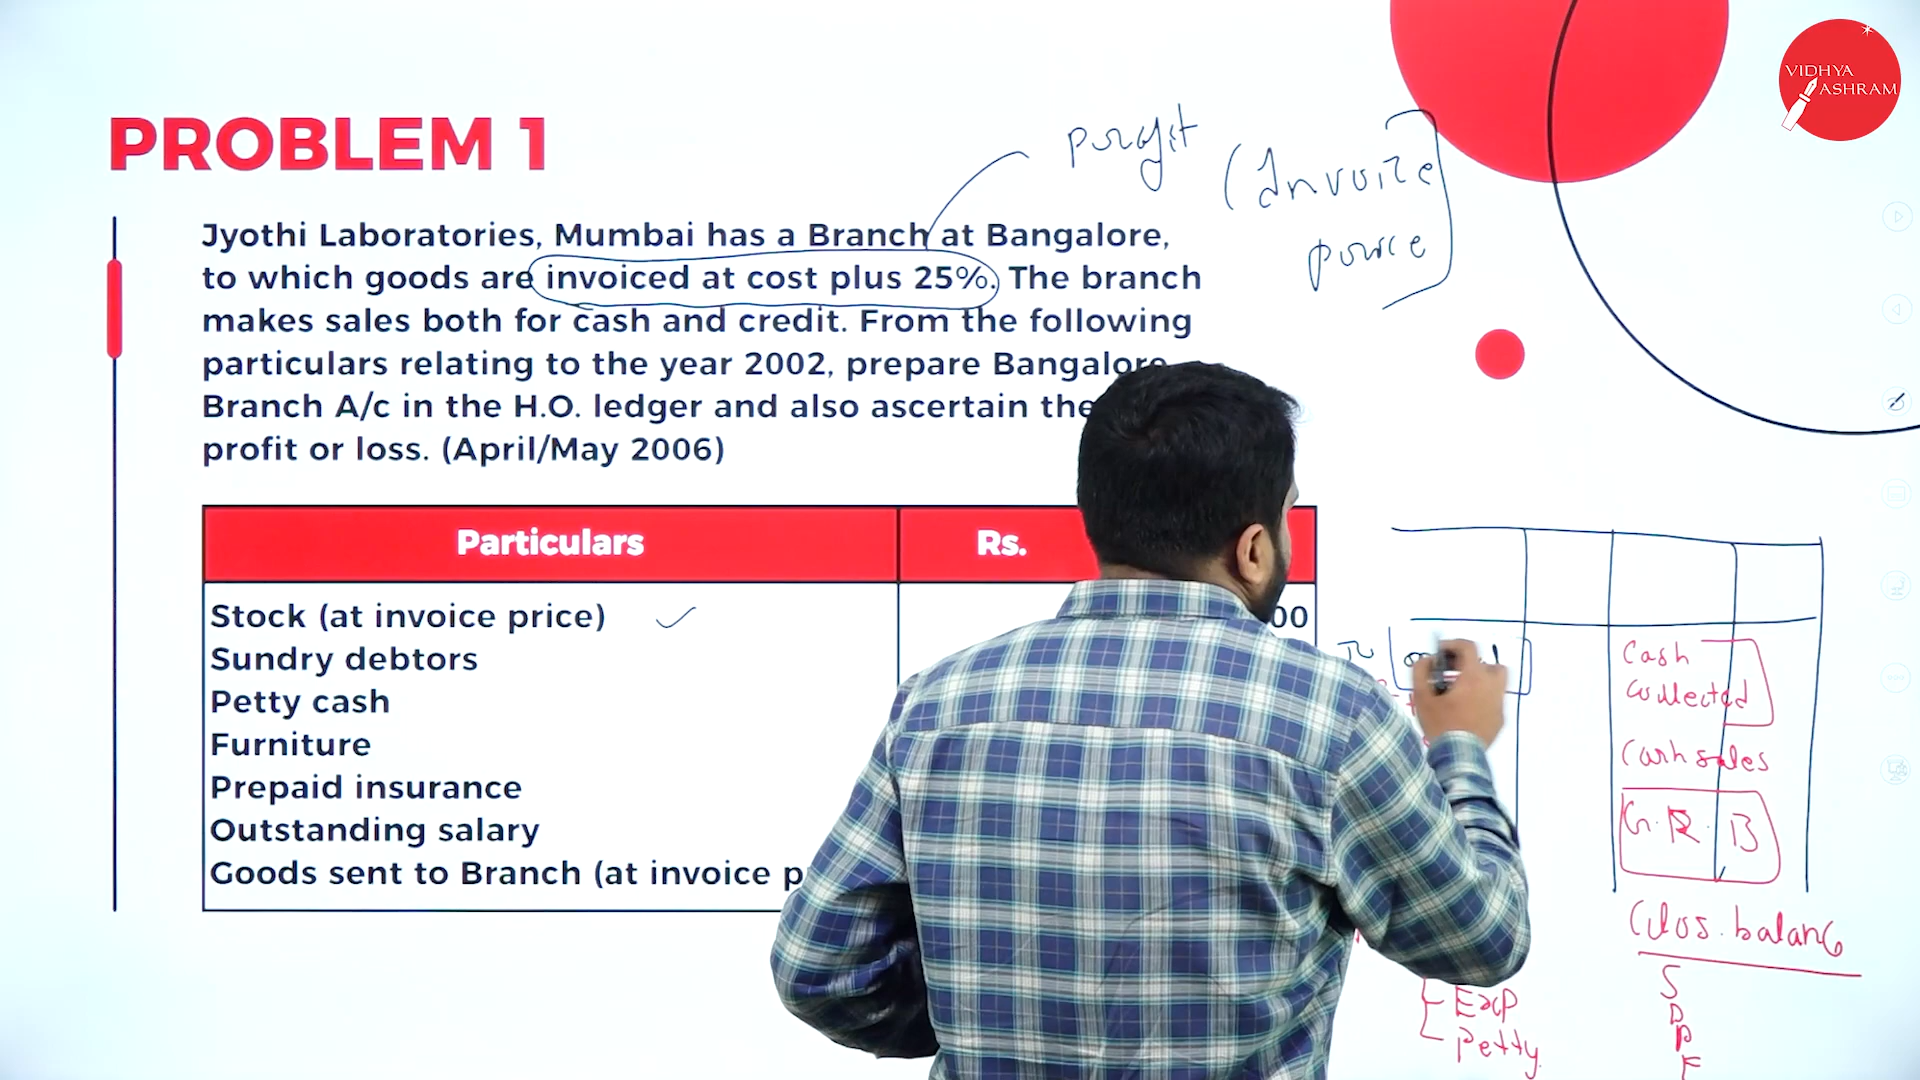 VIDHYA
ASHRAM
PROBLEM 1
profit
(Invoice
price
Jyothi Laboratories, Mumbai has a Branch at Bangalore,
to which goods are invoiced at cost plus 25%. The branch
makes sales both for cash and credit. From the following
particulars relating to the year 2002, prepare Bangalore
Branch A/c in the H.O. ledger and also ascertain the
profit or loss. (April/May 2006)
Particulars Rs.
Stock (at invoice price) 00
Sundry debtors
Petty cash
Furniture
Prepaid insurance
Outstanding salary
Goods sent to Branch (at invoice
To
Cash
collected
Cash sales
G.R.B
Clos. balanc
S
D
P
F
Exp
Petty